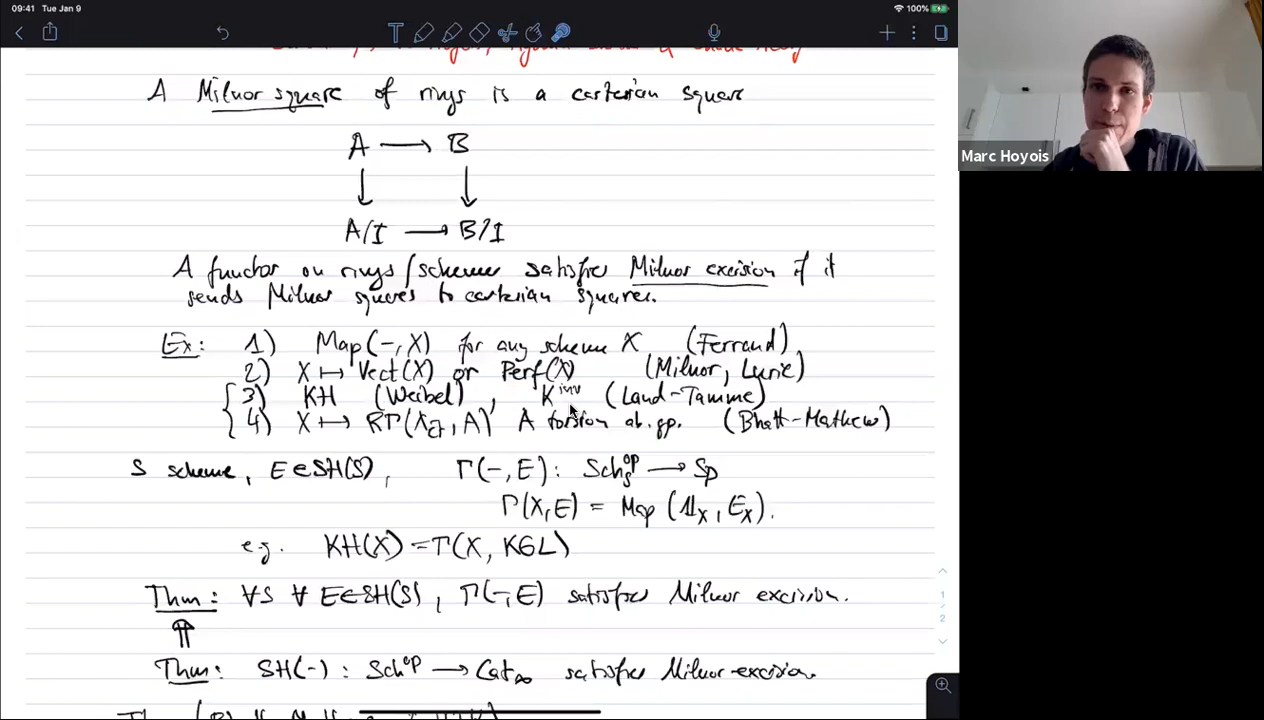 09:41 Tue Jan 9
100%
A Milnor square of rings is a cartesian square
A → B
↓ ↓
A/I → B/I
A functor on rings/schemes satisfies Milnor excision if it
sends Milnor squares to cartesian squares.
Ex: 1) Map(-,X) for any scheme X (Ferrand)
2) X ↦ Vect(X) or Perf(X) (Milnor, Lurie)
3) KH (Weibel), K^inv (Land-Tamme)
4) X ↦ RΓ(X_ét, A) A torsion ab. gp. (Bhatt-Mathew)
S scheme, E∈SH(S), Γ(-,E): Sch_S^op → Sp
Γ(X,E) = Map(𝟙_X, E_X).
e.g. KH(X) = Γ(X, KGL)
Thm: ∀S ∀ E∈SH(S), Γ(-,E) satisfies Milnor excision.
⇑
Thm: SH(-): Sch^op → Cat_∞ satisfies Milnor excision.
Marc Hoyois
1
2